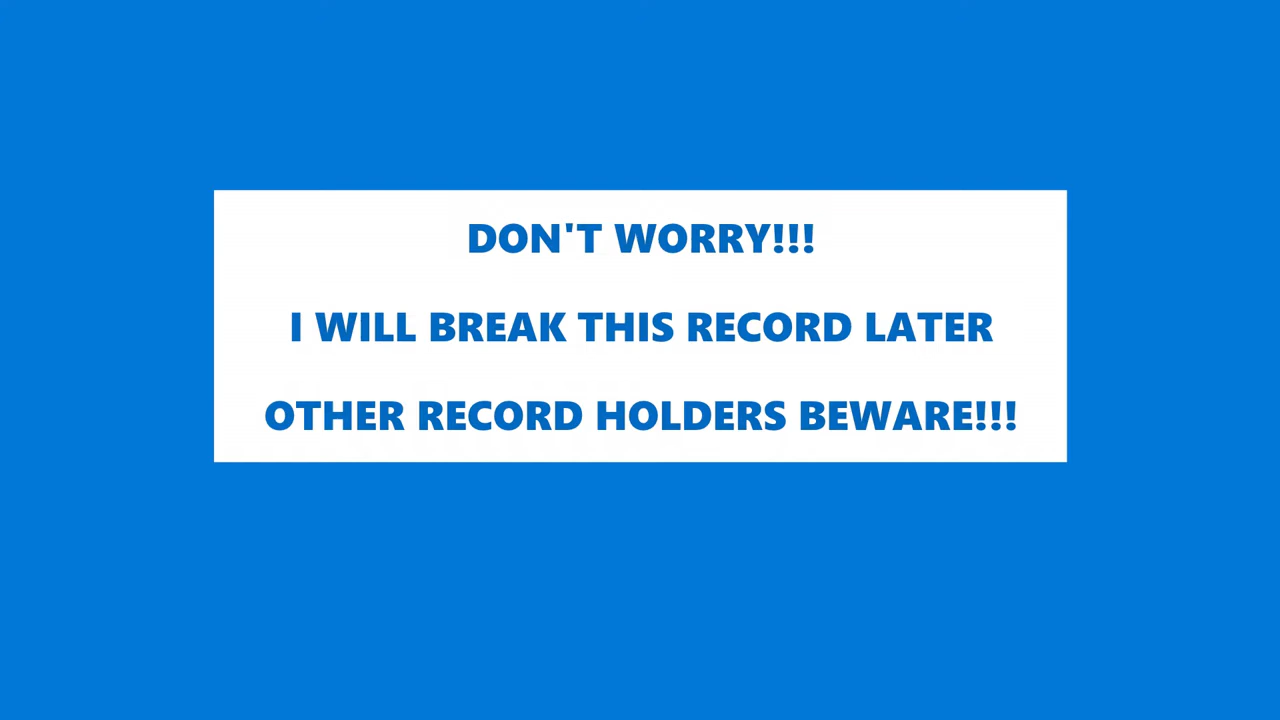 DON'T WORRY!!!
I WILL BREAK THIS RECORD LATER
OTHER RECORD HOLDERS BEWARE!!!